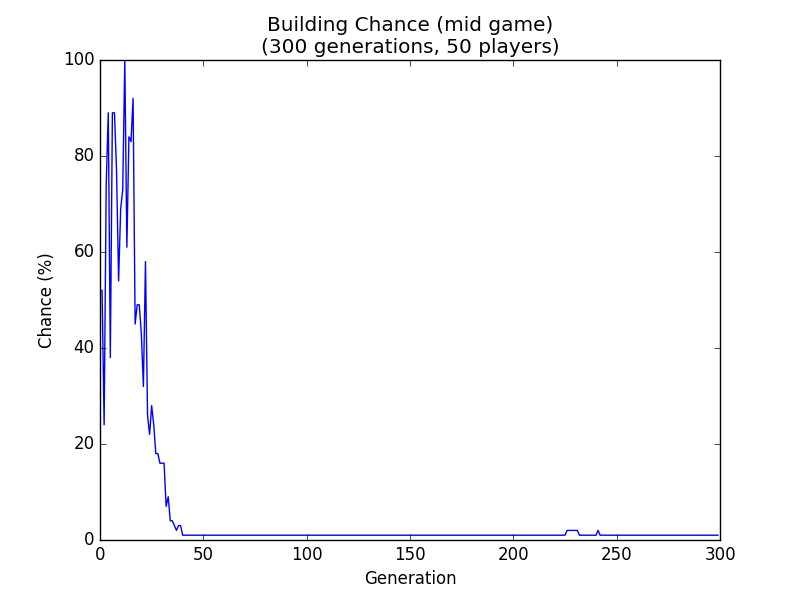 Building Chance (mid game)
(300 generations, 50 players)
100
80
60
40
20
0
Chance (%)
0 50 100 150 200 250 300
Generation